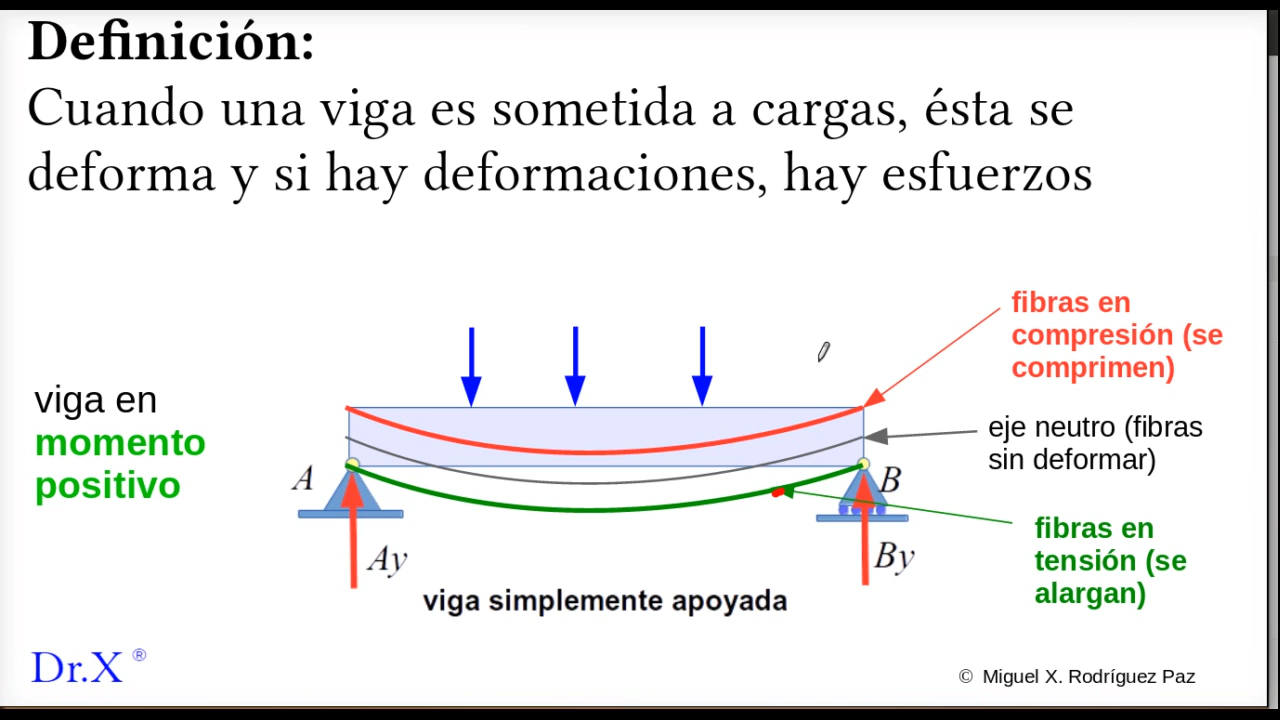 Definición:
Cuando una viga es sometida a cargas, ésta se
deforma y si hay deformaciones, hay esfuerzos
fibras en
compresión (se
comprimen)
viga en
momento
positivo
eje neutro (fibras
sin deformar)
A
B
fibras en
tensión (se
alargan)
Ay
By
viga simplemente apoyada
Dr.X ®
© Miguel X. Rodríguez Paz